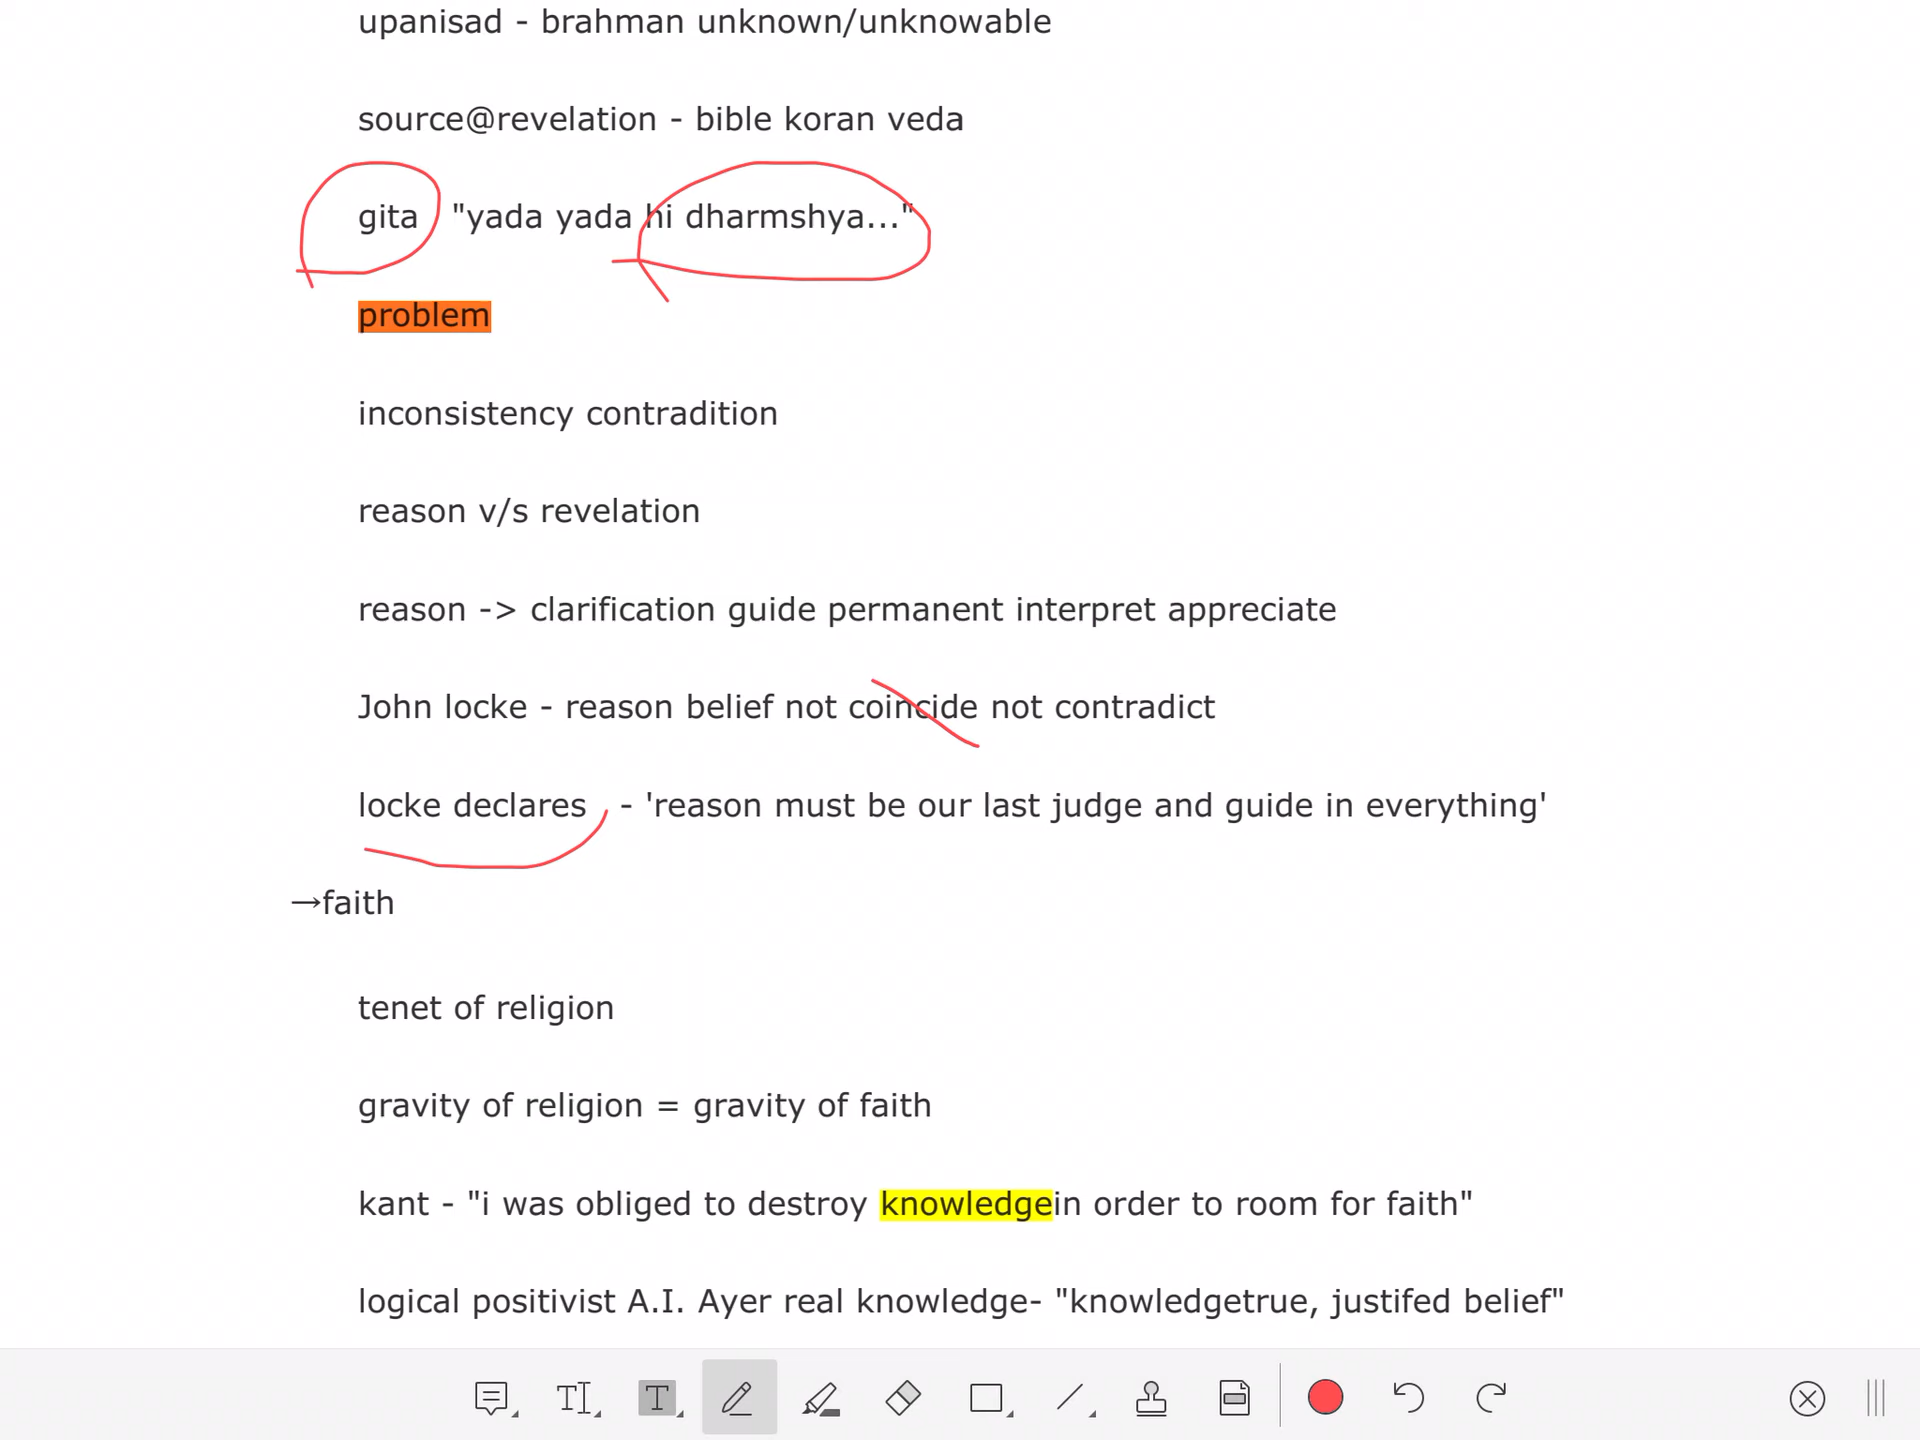 upanisad - brahman unknown/unknowable
source@revelation - bible koran veda
gita "yada yada hi dharmshya..."
problem
inconsistency contradition
reason v/s revelation
reason -> clarification guide permanent interpret appreciate
John locke - reason belief not coincide not contradict
locke declares - 'reason must be our last judge and guide in everything'
→faith
tenet of religion
gravity of religion = gravity of faith
kant - "i was obliged to destroy knowledgein order to room for faith"
logical positivist A.I. Ayer real knowledge- "knowledgetrue, justifed belief"